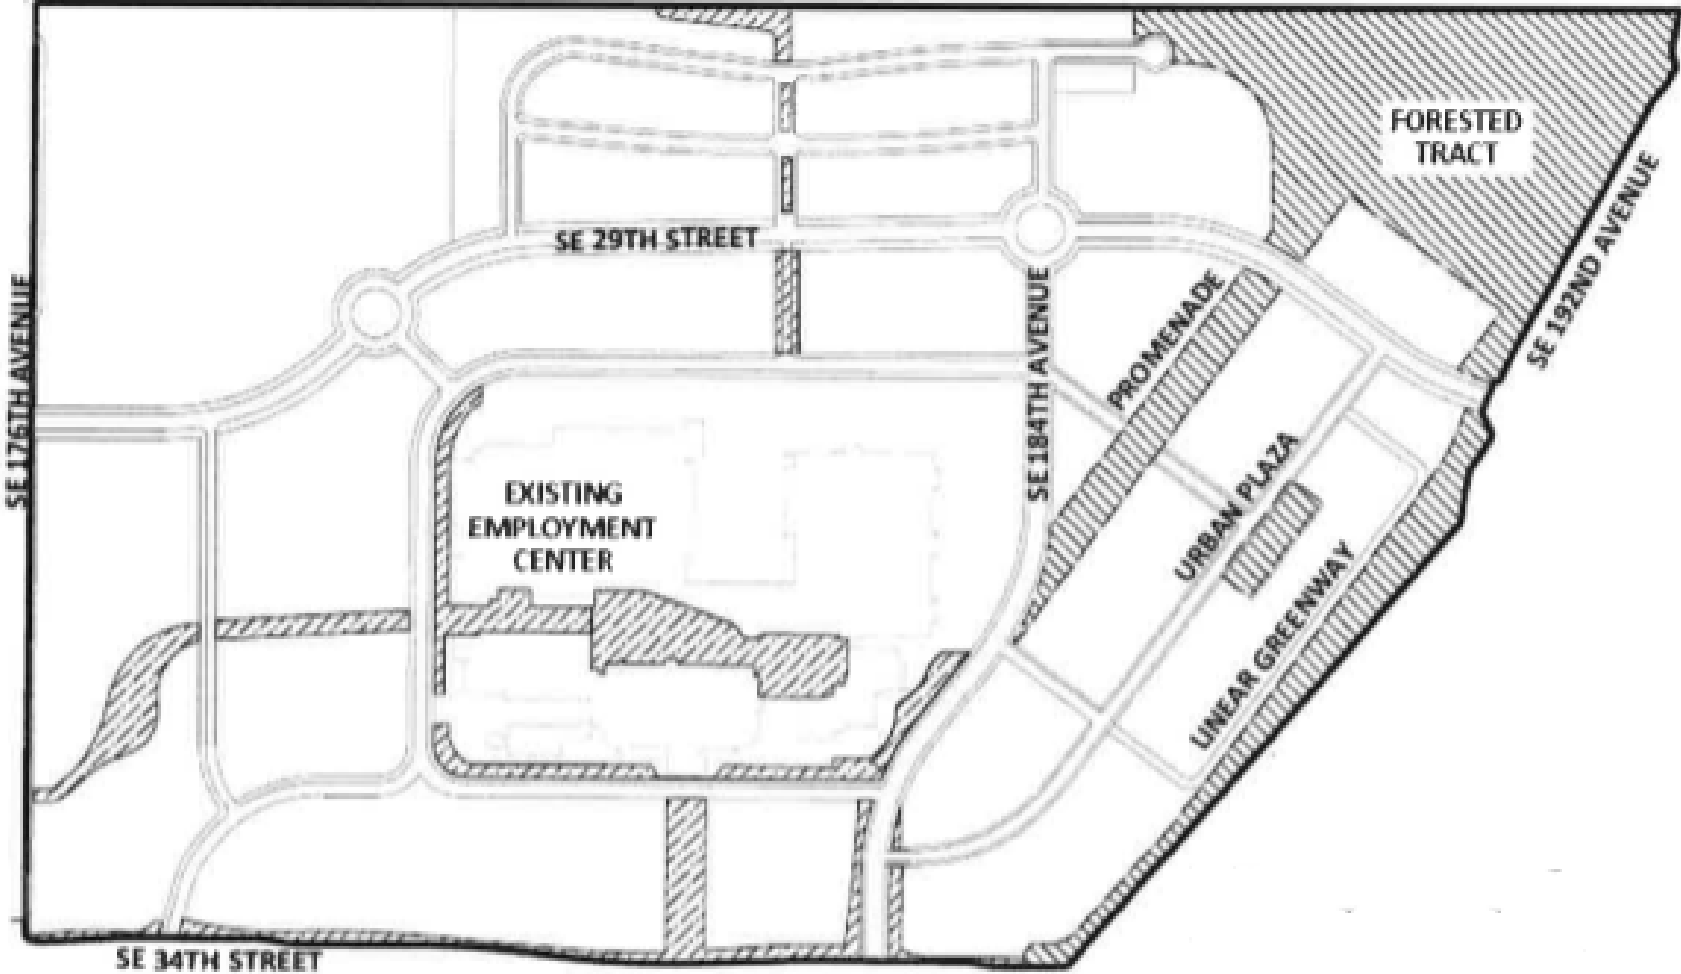 FORESTED
TRACT
SE 29TH STREET
SE 192ND AVENUE
SE 176TH AVENUE
SE 184TH AVENUE
PROMENADE
EXISTING
EMPLOYMENT
CENTER
URBAN PLAZA
LINEAR GREENWAY
SE 34TH STREET